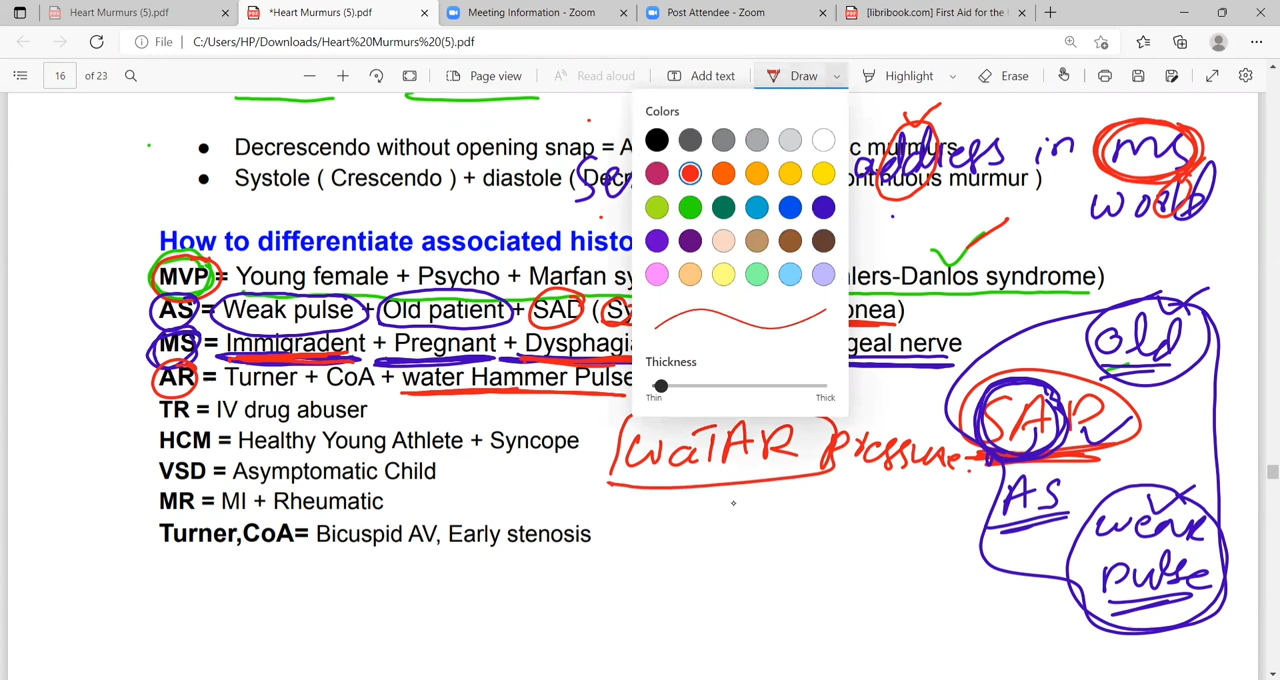 Heart Murmurs (5).pdf
*Heart Murmurs (5).pdf
Meeting Information - Zoom
Post Attendee - Zoom
[libribook.com] First Aid for the
File
C:/Users/HP/Downloads/Heart%20Murmurs%20(5).pdf
16 of 23
Page view
Read aloud
Add text
Draw
Highlight
Erase
Colors
Thickness
Thin
Thick
Decrescendo without opening snap = A
c murmurs
Systole ( Crescendo ) + diastole (
ontinuous murmur )
address in ms
world
How to differentiate associated histo
MVP = Young female + Psycho + Marfan sy
hlers-Danlos syndrome)
AS = Weak pulse + Old patient + SAD ( Sy
onea)
MS = Immigradent + Pregnant + Dysphagia
geal nerve
AR = Turner + CoA + water Hammer Pulse
TR = IV drug abuser
HCM = Healthy Young Athlete + Syncope
VSD = Asymptomatic Child
MR = MI + Rheumatic
Turner,CoA= Bicuspid AV, Early stenosis
waTAR pressure
old
SAD
AS
weak
pulse